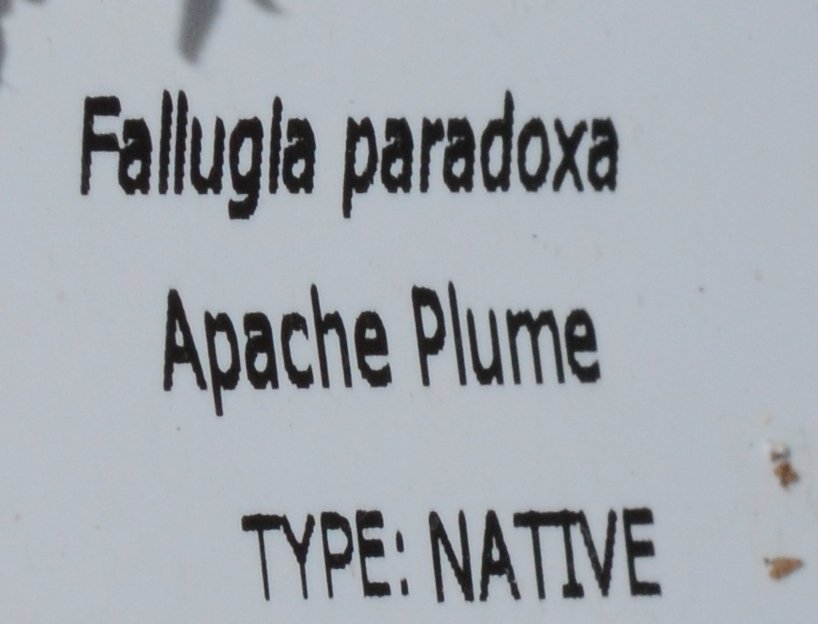 Fallugia paradoxa
Apache Plume
TYPE: NATIVE